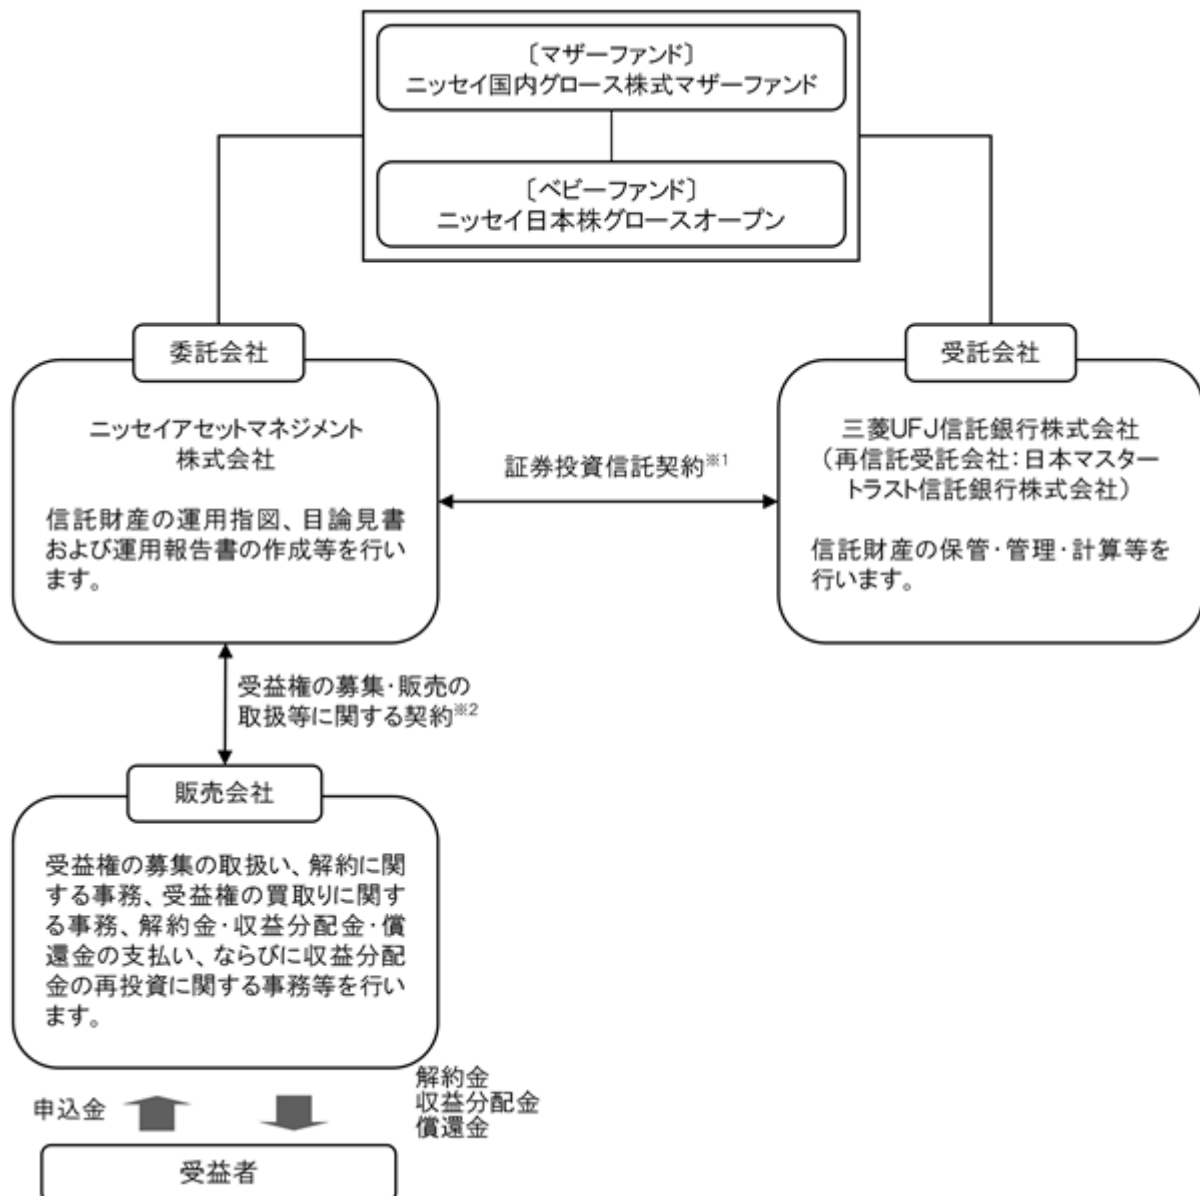 〔マザーファンド〕
ニッセイ国内グロース株式マザーファンド
〔ベビーファンド〕
ニッセイ日本株グロースオープン
委託会社
ニッセイアセットマネジメント
株式会社
信託財産の運用指図、目論見書
および運用報告書の作成等を行い
ます。
証券投資信託契約※1
受託会社
三菱UFJ信託銀行株式会社
（再信託受託会社：日本マスター
トラスト信託銀行株式会社）
信託財産の保管・管理・計算等を
行います。
受益権の募集・販売の
取扱等に関する契約※2
販売会社
受益権の募集の取扱い、解約に関
する事務、受益権の買取りに関す
る事務、解約金・収益分配金・償
還金の支払い、ならびに収益分配
金の再投資に関する事務等を行い
ます。
申込金
解約金
収益分配金
償還金
受益者